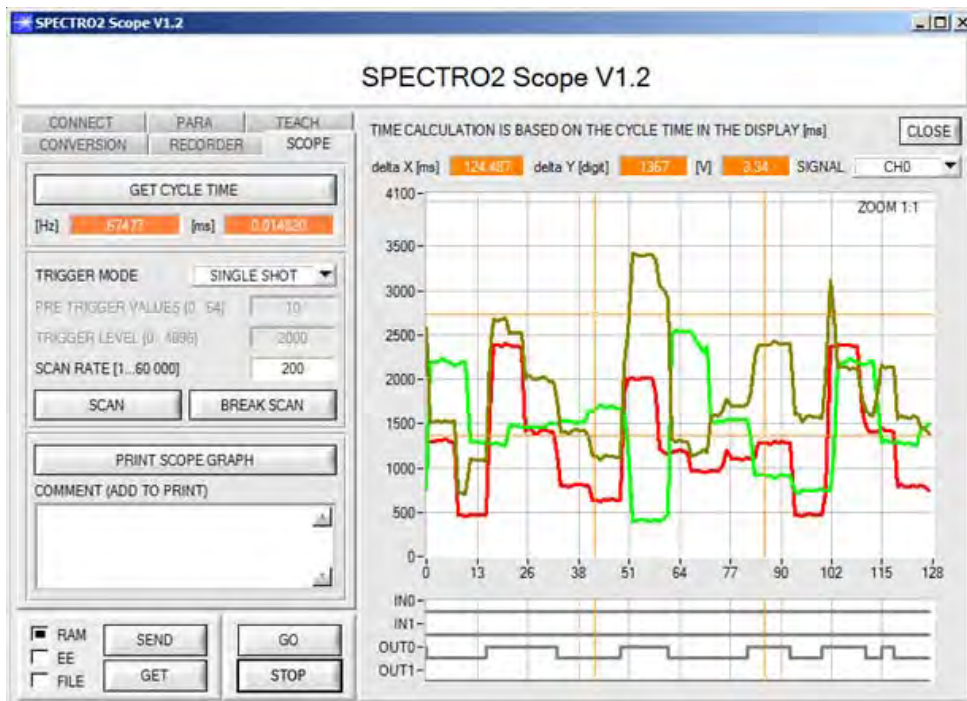 SPECTRO2 Scope V1.2
SPECTRO2 Scope V1.2
CONNECT PARA TEACH
CONVERSION RECORDER SCOPE
GET CYCLE TIME
[Hz] 67477 [ms] 0.014820
TRIGGER MODE SINGLE SHOT
PRE TRIGGER VALUES (0..64) 10
TRIGGER LEVEL (0..4096) 2000
SCAN RATE [1...60 000] 200
SCAN BREAK SCAN
PRINT SCOPE GRAPH
COMMENT (ADD TO PRINT)
RAM SEND GO
EE
FILE GET STOP
TIME CALCULATION IS BASED ON THE CYCLE TIME IN THE DISPLAY [ms]
CLOSE
delta X [ms] 124.487 delta Y [digit] 1367 [V] 3.34 SIGNAL CH0
ZOOM 1:1
4100
3500
3000
2500
2000
1500
1000
500
0
0 13 26 38 51 64 77 90 102 115 128
IN0
IN1
OUT0
OUT1